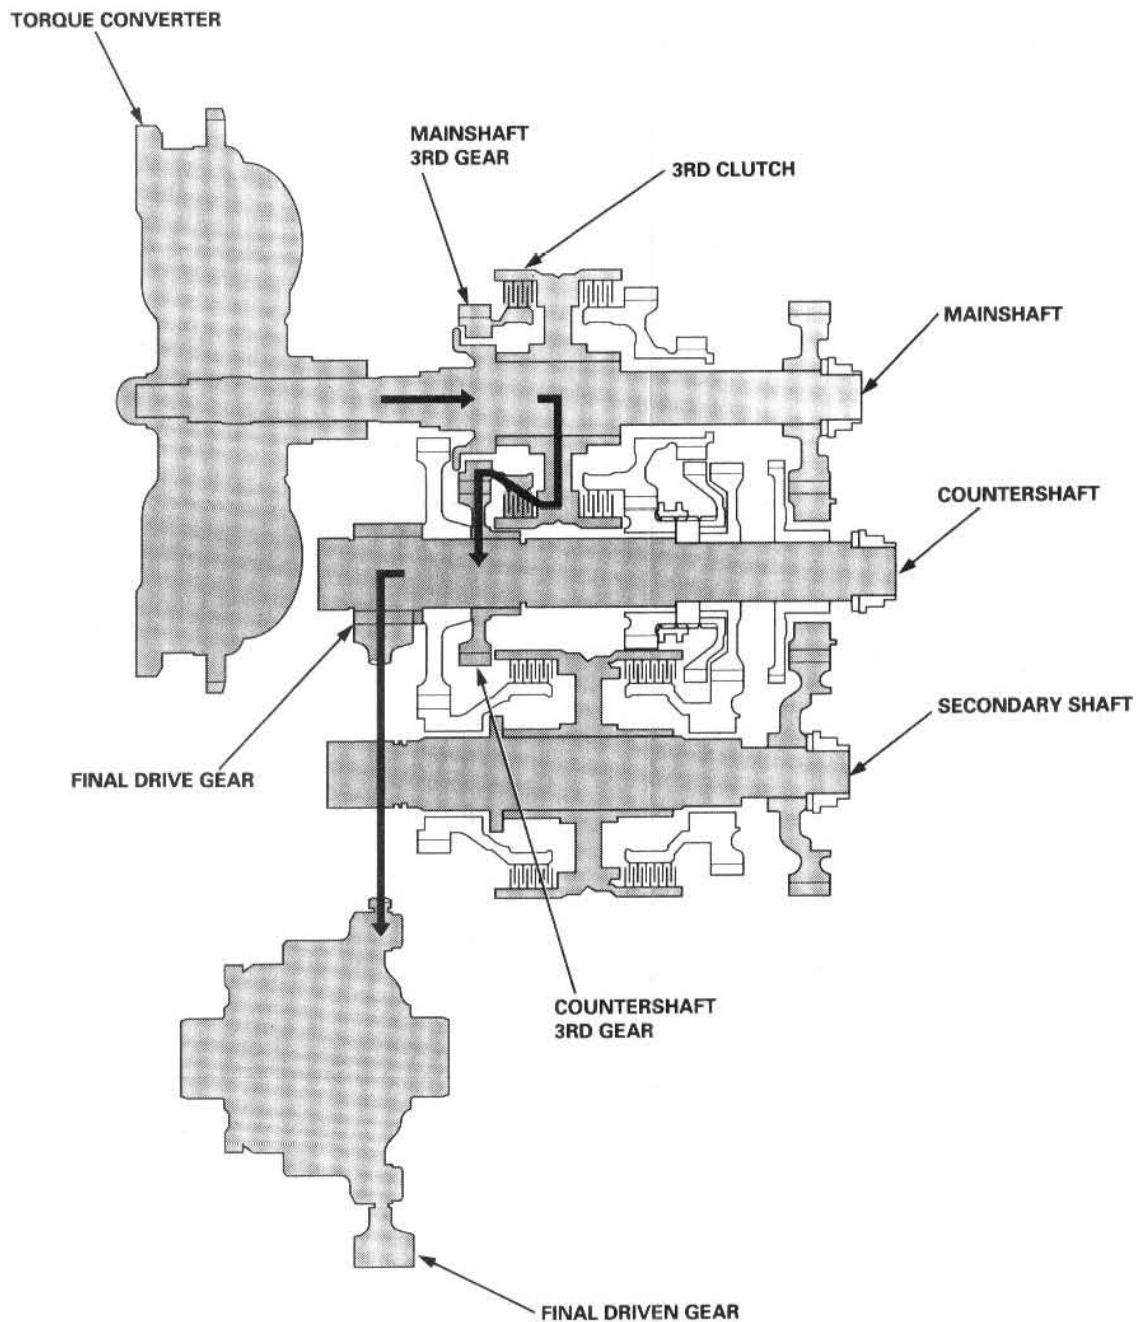 TORQUE CONVERTER
MAINSHAFT
3RD GEAR
3RD CLUTCH
MAINSHAFT
COUNTERSHAFT
SECONDARY SHAFT
FINAL DRIVE GEAR
COUNTERSHAFT
3RD GEAR
FINAL DRIVEN GEAR